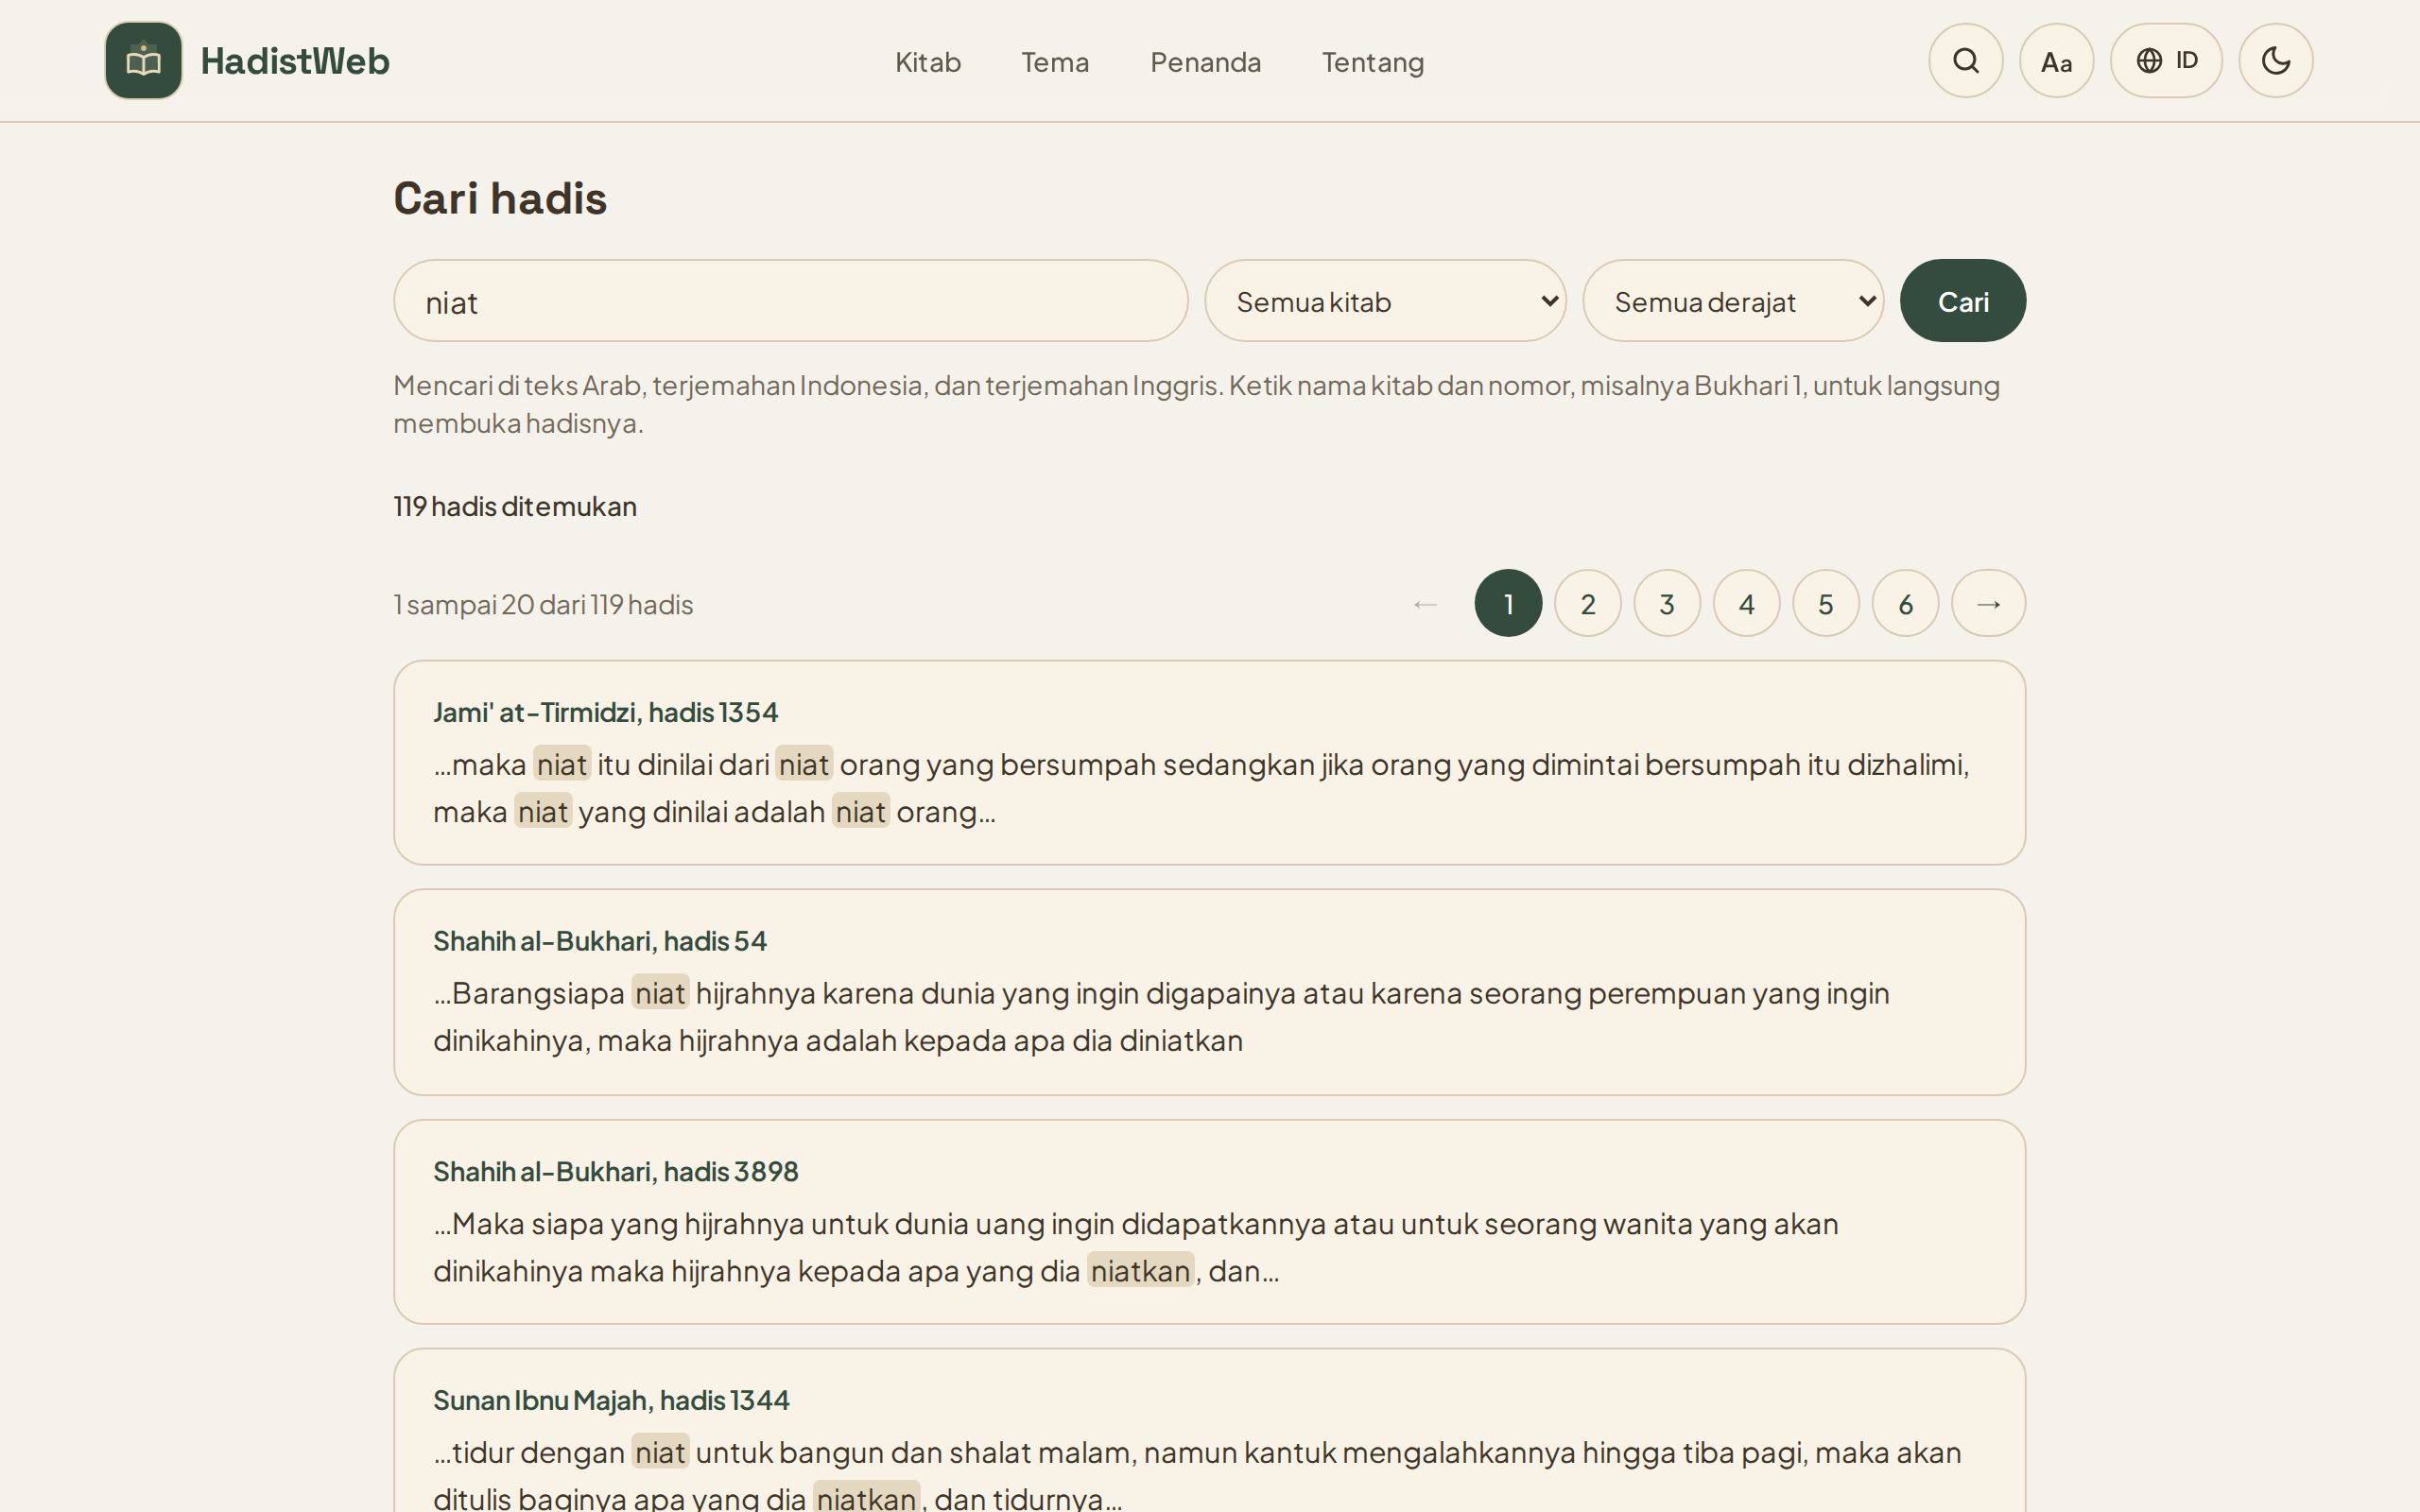 HadistWeb
Kitab Tema Penanda Tentang
Aa ID
Cari hadis
niat Semua kitab Semua derajat Cari
Mencari di teks Arab, terjemahan Indonesia, dan terjemahan Inggris. Ketik nama kitab dan nomor, misalnya Bukhari 1, untuk langsung
membuka hadisnya.
119 hadis ditemukan
1 sampai 20 dari 119 hadis ← 1 2 3 4 5 6 →
Jami' at-Tirmidzi, hadis 1354
...maka niat itu dinilai dari niat orang yang bersumpah sedangkan jika orang yang dimintai bersumpah itu dizhalimi,
maka niat yang dinilai adalah niat orang...
Shahih al-Bukhari, hadis 54
...Barangsiapa niat hijrahnya karena dunia yang ingin digapainya atau karena seorang perempuan yang ingin
dinikahinya, maka hijrahnya adalah kepada apa dia diniatkan
Shahih al-Bukhari, hadis 3898
...Maka siapa yang hijrahnya untuk dunia uang ingin didapatkannya atau untuk seorang wanita yang akan
dinikahinya maka hijrahnya kepada apa yang dia niatkan, dan...
Sunan Ibnu Majah, hadis 1344
...tidur dengan niat untuk bangun dan shalat malam, namun kantuk mengalahkannya hingga tiba pagi, maka akan
ditulis baginya apa yang dia niatkan, dan tidurnya...